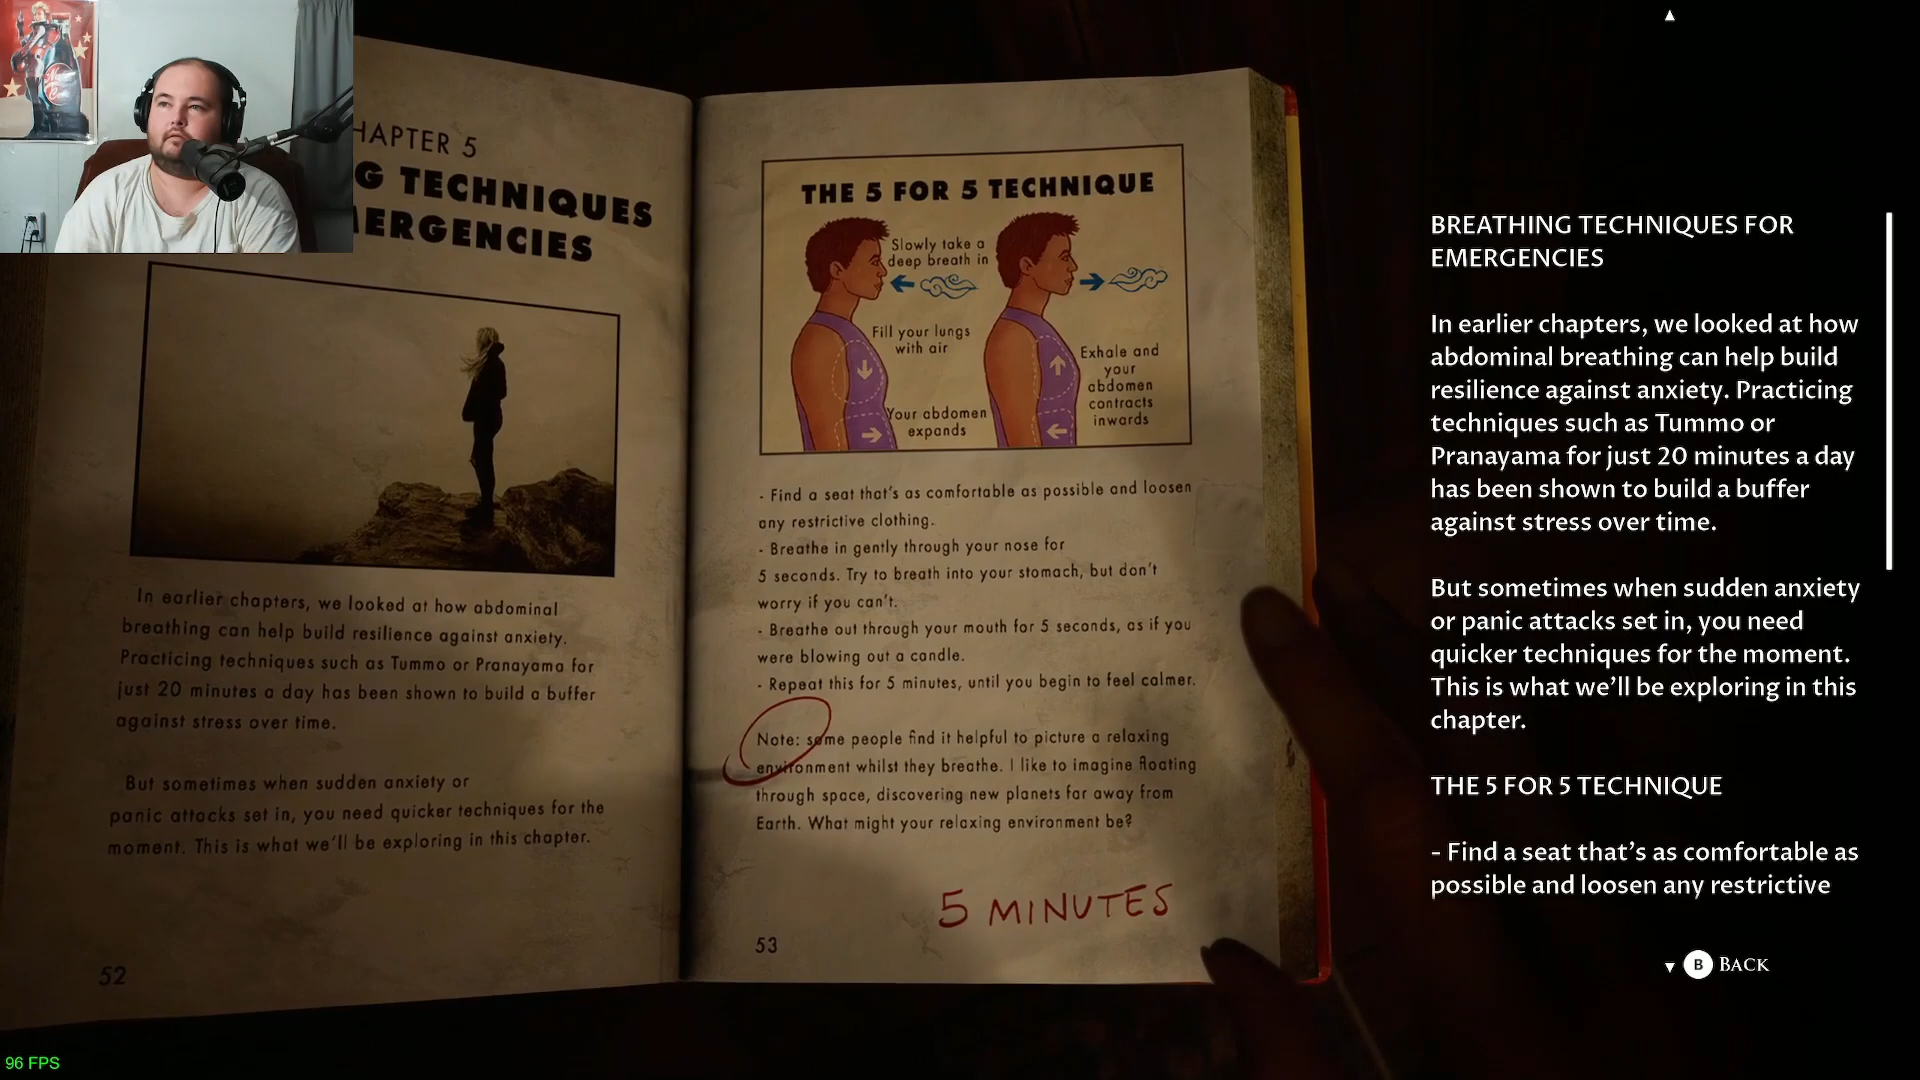 HAPTER 5
G TECHNIQUES
ERGENCIES
In earlier chapters, we looked at how abdominal
breathing can help build resilience against anxiety.
Practicing techniques such as Tummo or Pranayama for
just 20 minutes a day has been shown to build a buffer
against stress over time.
But sometimes when sudden anxiety or
panic attacks set in, you need quicker techniques for the
moment. This is what we'll be exploring in this chapter.
52
THE 5 FOR 5 TECHNIQUE
Slowly take a
deep breath in
Fill your lungs
with air
Your abdomen
expands
Exhale and
your
abdomen
contracts
inwards
- Find a seat that's as comfortable as possible and loosen
any restrictive clothing.
- Breathe in gently through your nose for
5 seconds. Try to breath into your stomach, but don't
worry if you can't.
- Breathe out through your mouth for 5 seconds, as if you
were blowing out a candle.
- Repeat this for 5 minutes, until you begin to feel calmer.
Note: some people find it helpful to picture a relaxing
environment whilst they breathe. I like to imagine floating
through space, discovering new planets far away from
Earth. What might your relaxing environment be?
5 MINUTES
53
BREATHING TECHNIQUES FOR
EMERGENCIES
In earlier chapters, we looked at how
abdominal breathing can help build
resilience against anxiety. Practicing
techniques such as Tummo or
Pranayama for just 20 minutes a day
has been shown to build a buffer
against stress over time.
But sometimes when sudden anxiety
or panic attacks set in, you need
quicker techniques for the moment.
This is what we'll be exploring in this
chapter.
THE 5 FOR 5 TECHNIQUE
- Find a seat that's as comfortable as
possible and loosen any restrictive
B BACK
96 FPS